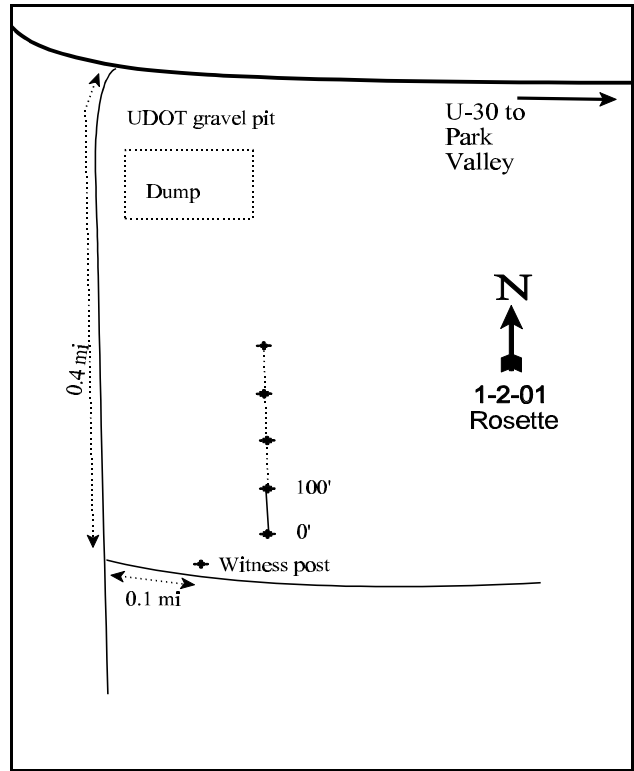 UDOT gravel pit
U-30 to
Park
Valley
Dump
N
0.4 mi
1-2-01
Rosette
100'
0'
Witness post
0.1 mi